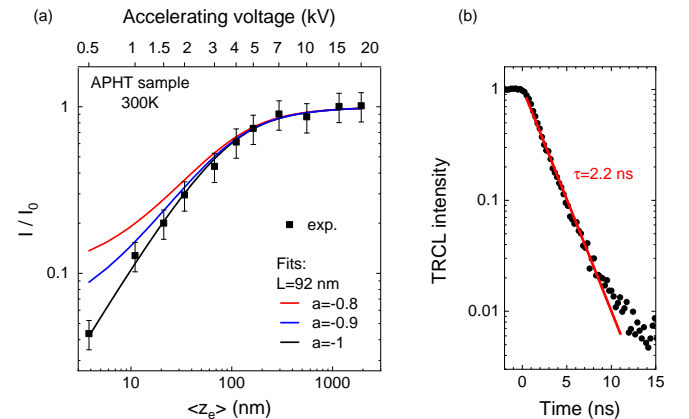 (a)
Accelerating voltage (kV)
0.5 1 1.5 2 3 4 5 7 10 20
APHT sample
300K
1
0.1
I / I₀
exp.
Fits:
L=92 nm
a=-0.8
a=-0.9
a=-1
10 100 1000
<z_e> (nm)
(b)
1
0.1
0.01
TRCL intensity
τ=2.2 ns
0 5 10 15
Time (ns)